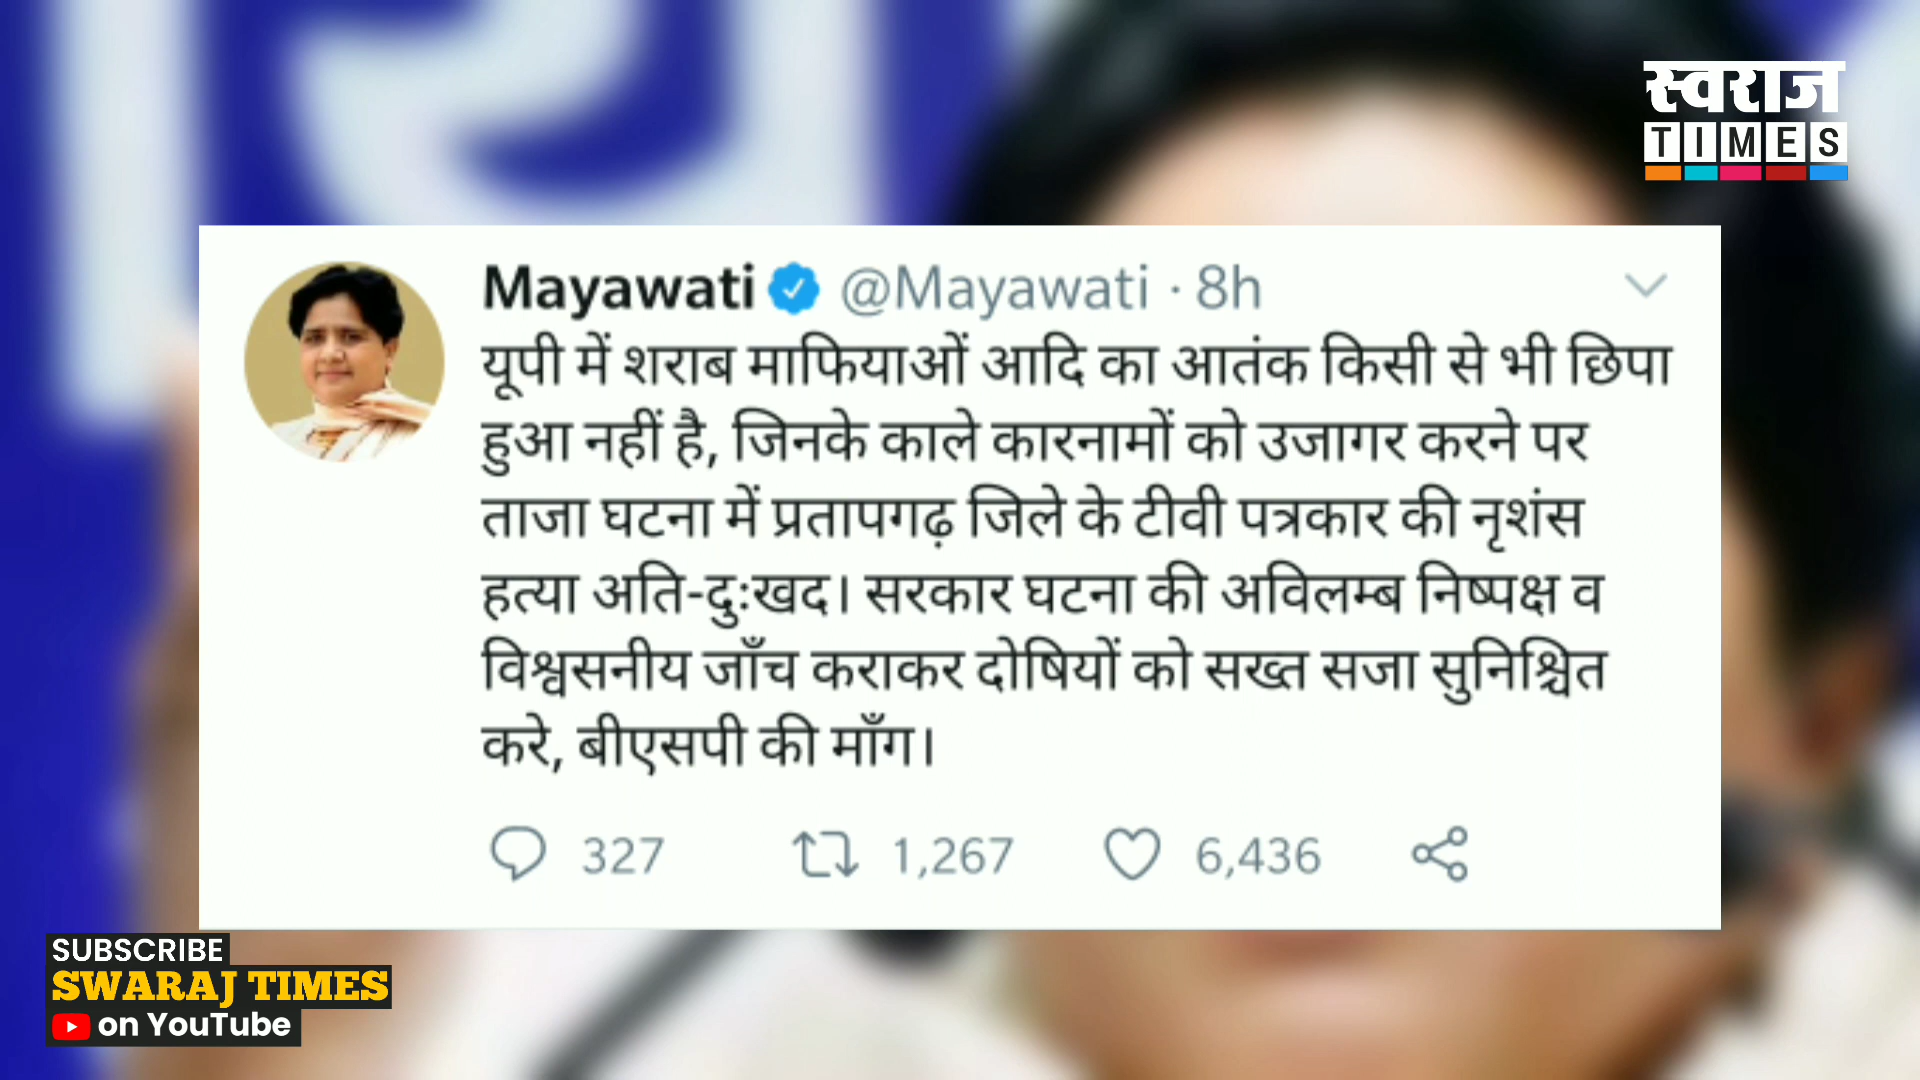 स्वराज
TIMES
Mayawati @Mayawati · 8h
यूपी में शराब माफियाओं आदि का आतंक किसी से भी छिपा
हुआ नहीं है, जिनके काले कारनामों को उजागर करने पर
ताजा घटना में प्रतापगढ़ जिले के टीवी पत्रकार की नृशंस
हत्या अति-दुःखद। सरकार घटना की अविलम्ब निष्पक्ष व
विश्वसनीय जाँच कराकर दोषियों को सख्त सजा सुनिश्चित
करे, बीएसपी की माँग।
327 1,267 6,436
SUBSCRIBE
SWARAJ TIMES
on YouTube